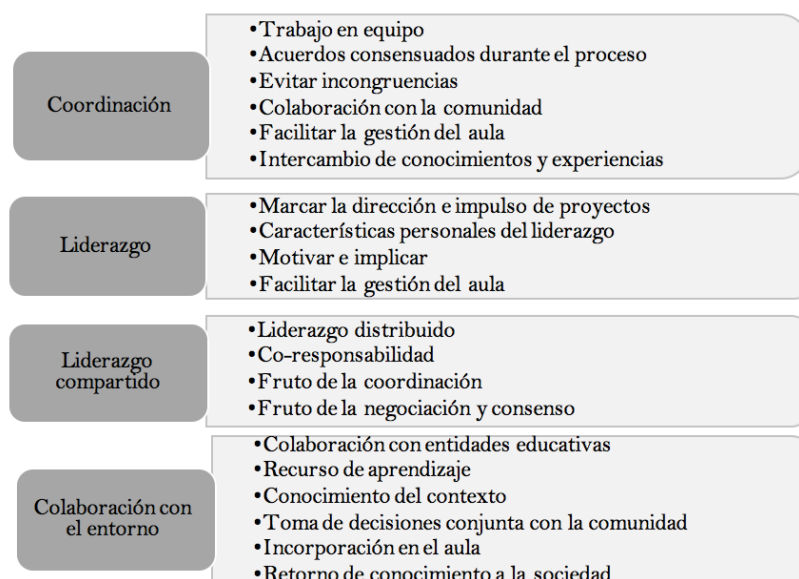 Coordinación
•Trabajo en equipo
•Acuerdos consensuados durante el proceso
•Evitar incongruencias
•Colaboración con la comunidad
•Facilitar la gestión del aula
•Intercambio de conocimientos y experiencias
Liderazgo
•Marcar la dirección e impulso de proyectos
•Características personales del liderazgo
•Motivar e implicar
•Facilitar la gestión del aula
Liderazgo
compartido
•Liderazgo distribuido
•Co-responsabilidad
•Fruto de la coordinación
•Fruto de la negociación y consenso
Colaboración con
el entorno
•Colaboración con entidades educativas
•Recurso de aprendizaje
•Conocimiento del contexto
•Toma de decisiones conjunta con la comunidad
•Incorporación en el aula
•Retorno de conocimiento a la sociedad